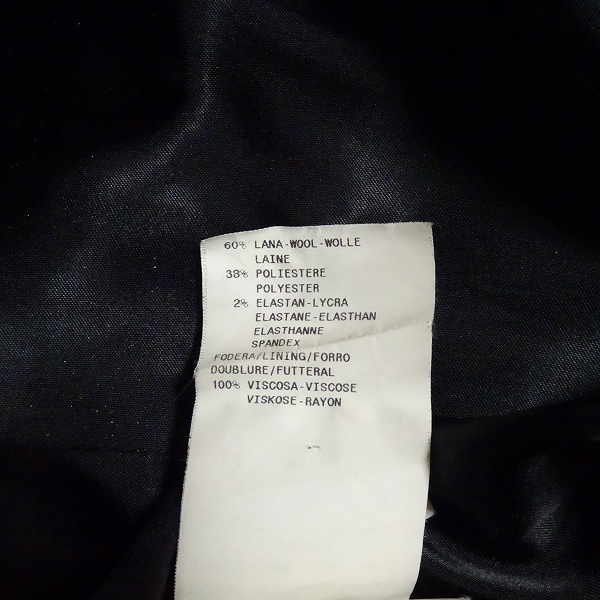 60% LANA-WOOL-WOLLE
LAINE
38% POLIESTERE
POLYESTER
2% ELASTAN-LYCRA
ELASTANE-ELASTHAN
ELASTHANNE
SPANDEX
FODERA/LINING/FORRO
DOUBLURE/FUTTERAL
100% VISCOSA-VISCOSE
VISKOSE-RAYON